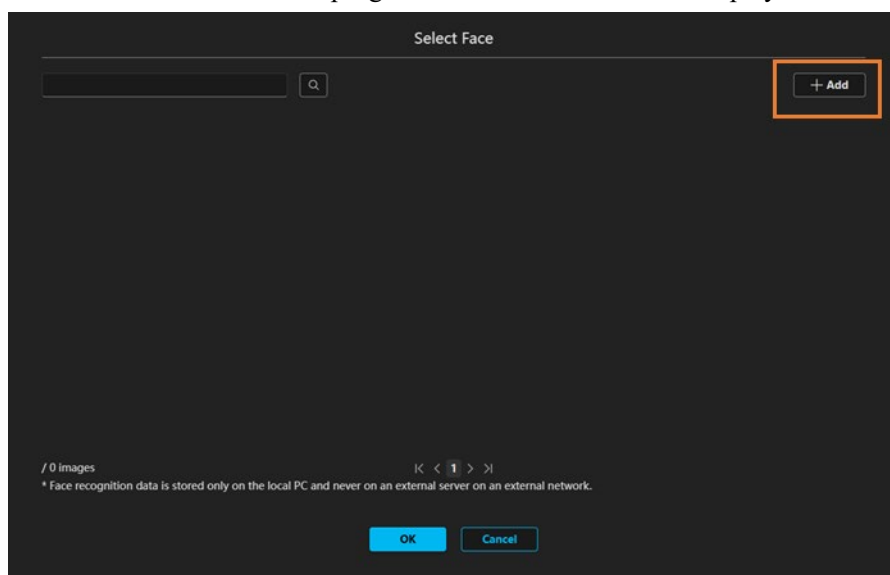 Select Face
+ Add
/ 0 images
1
* Face recognition data is stored only on the local PC and never on an external server on an external network.
OK
Cancel